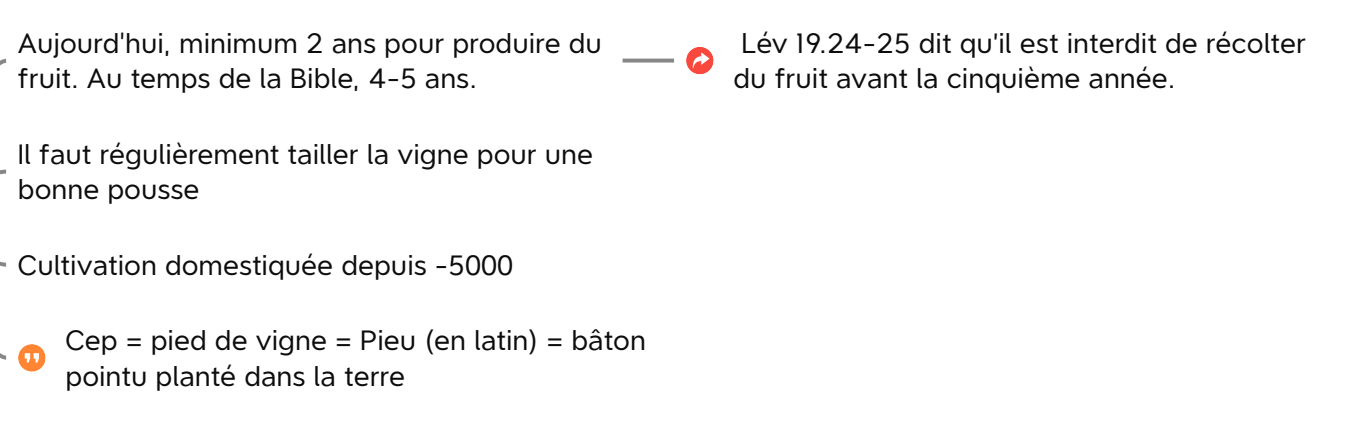 Aujourd'hui, minimum 2 ans pour produire du
fruit. Au temps de la Bible, 4-5 ans.
Lév 19.24-25 dit qu'il est interdit de récolter
du fruit avant la cinquième année.
Il faut régulièrement tailler la vigne pour une
bonne pousse
Cultivation domestiquée depuis -5000
Cep = pied de vigne = Pieu (en latin) = bâton
pointu planté dans la terre